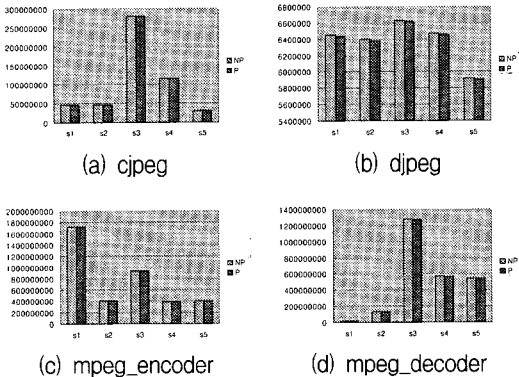 300000000
250000000
200000000
150000000
100000000
50000000
0
s1 s2 s3 s4 s5
NP
P
(a) cjpeg
6800000
6600000
6400000
6200000
6000000
5800000
5600000
5400000
s1 s2 s3 s4 s5
NP
P
(b) djpeg
2000000000
1800000000
1600000000
1400000000
1200000000
1000000000
800000000
600000000
400000000
200000000
0
s1 s2 s3 s4 s5
NP
P
(c) mpeg_encoder
1400000000
1200000000
1000000000
800000000
600000000
400000000
200000000
0
s1 s2 s3 s4 s5
NP
P
(d) mpeg_decoder